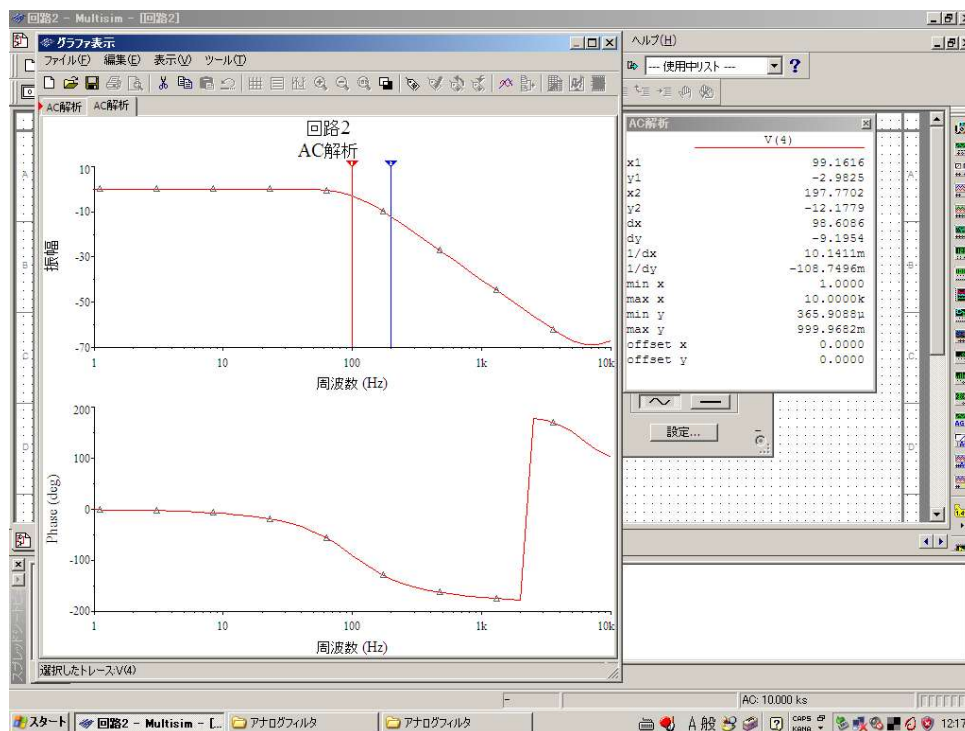 回路2 - Multisim - [回路2]
グラファ表示
ファイル(F) 編集(E) 表示(V) ツール(T)
ヘルプ(H)
--- 使用中リスト ---
?
AC解析 AC解析
回路2
AC解析
10
-10
-30
-50
-70
振幅
1 10 100 1k 10k
周波数 (Hz)
200
100
0
-100
-200
Phase (deg)
1 10 100 1k 10k
周波数 (Hz)
選択したトレース:V(4)
AC解析
V(4)
x1 99.1616
y1 -2.9825
x2 197.7702
y2 -12.1779
dx 98.6086
dy -9.1954
1/dx 10.1411m
1/dy -108.7496m
min x 1.0000
max x 10.0000k
min y 365.9088μ
max y 999.9682m
offset x 0.0000
offset y 0.0000
設定...
A
B
C
D
A
B
C
D
AG
-
AC: 10.000 ks
スタート 回路2 - Multisim - [... アナログフィルタ アナログフィルタ
A 般
CAPS
KANA
12:17